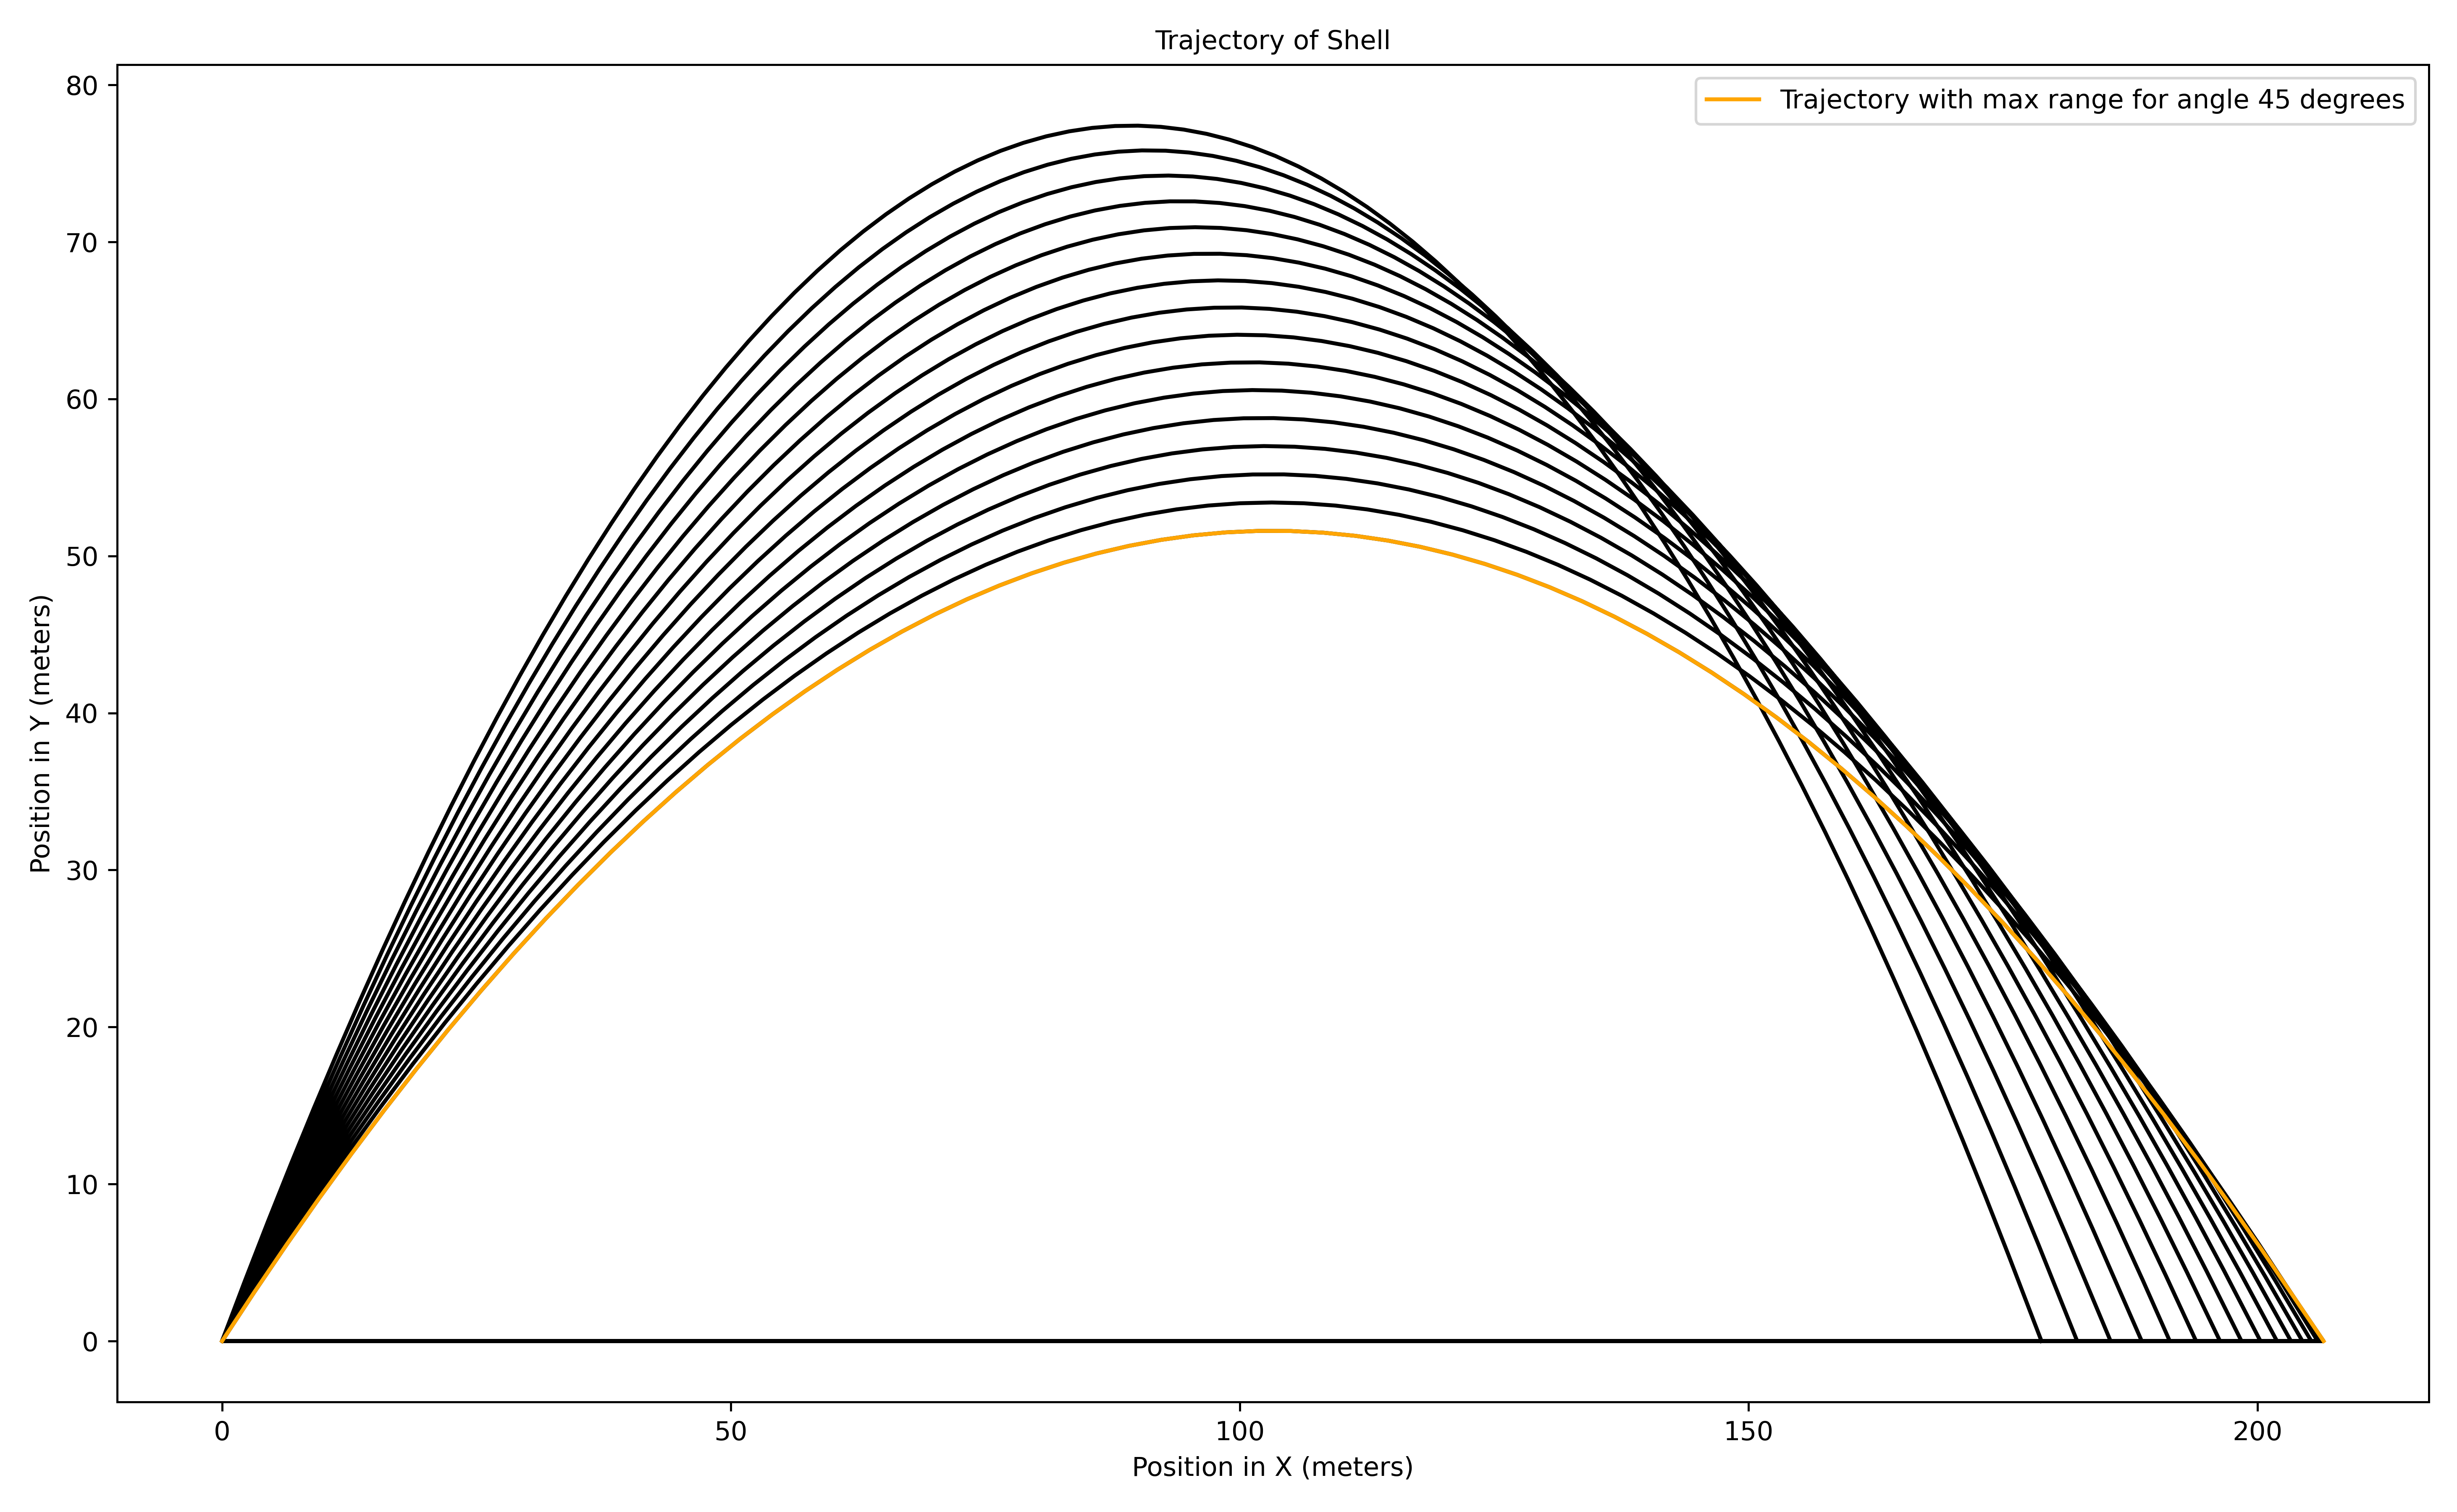 Trajectory of Shell
Trajectory with max range for angle 45 degrees
80
70
60
50
40
30
20
10
0
Position in Y (meters)
0 50 100 150 200
Position in X (meters)